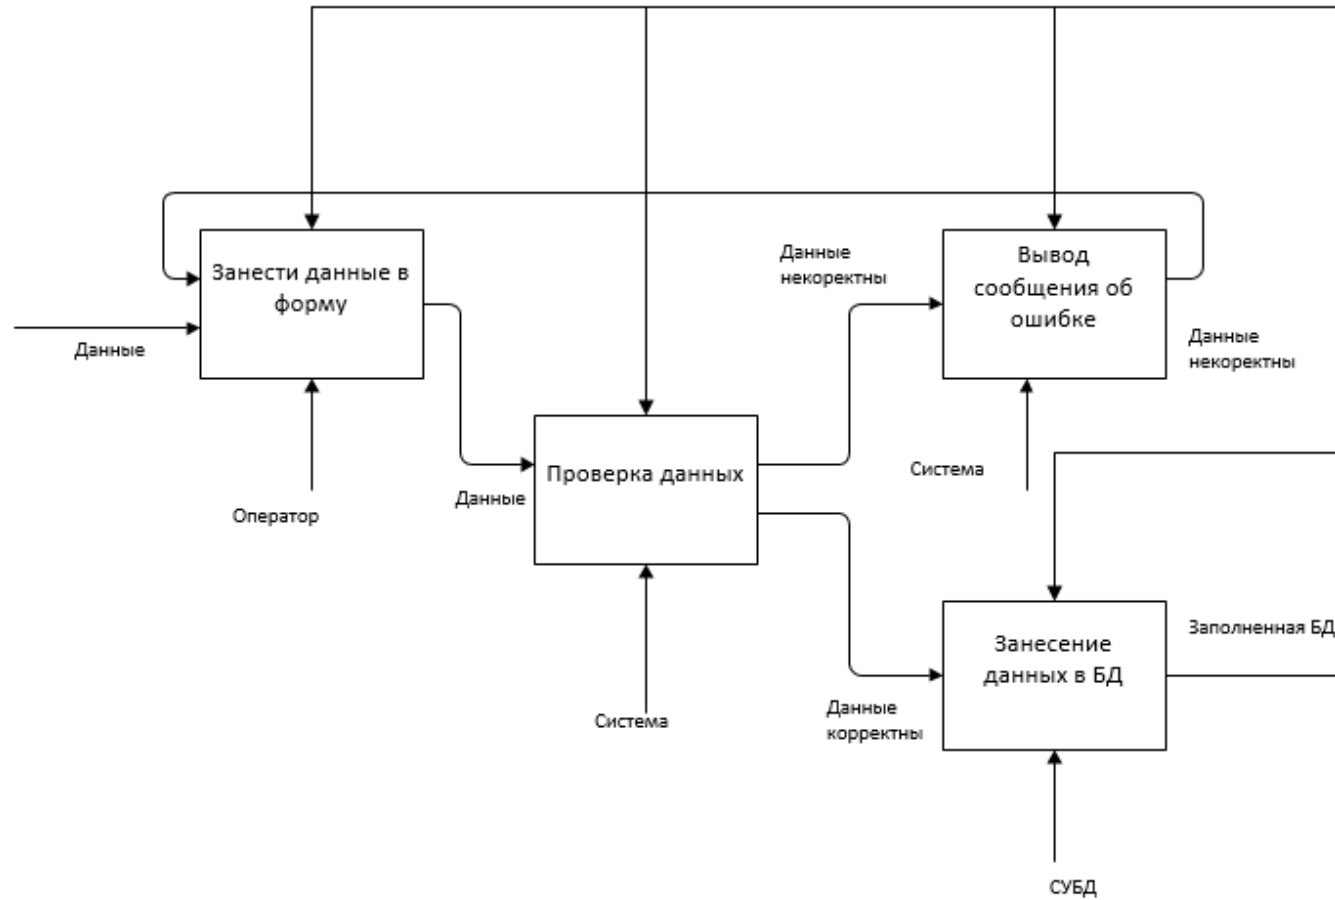 Занести данные в
форму
Данные
Оператор
Данные
Проверка данных
Система
Данные
некоректны
Вывод
сообщения об
ошибке
Данные
некоректны
Система
Данные
корректны
Занесение
данных в БД
Заполненная БД
СУБД